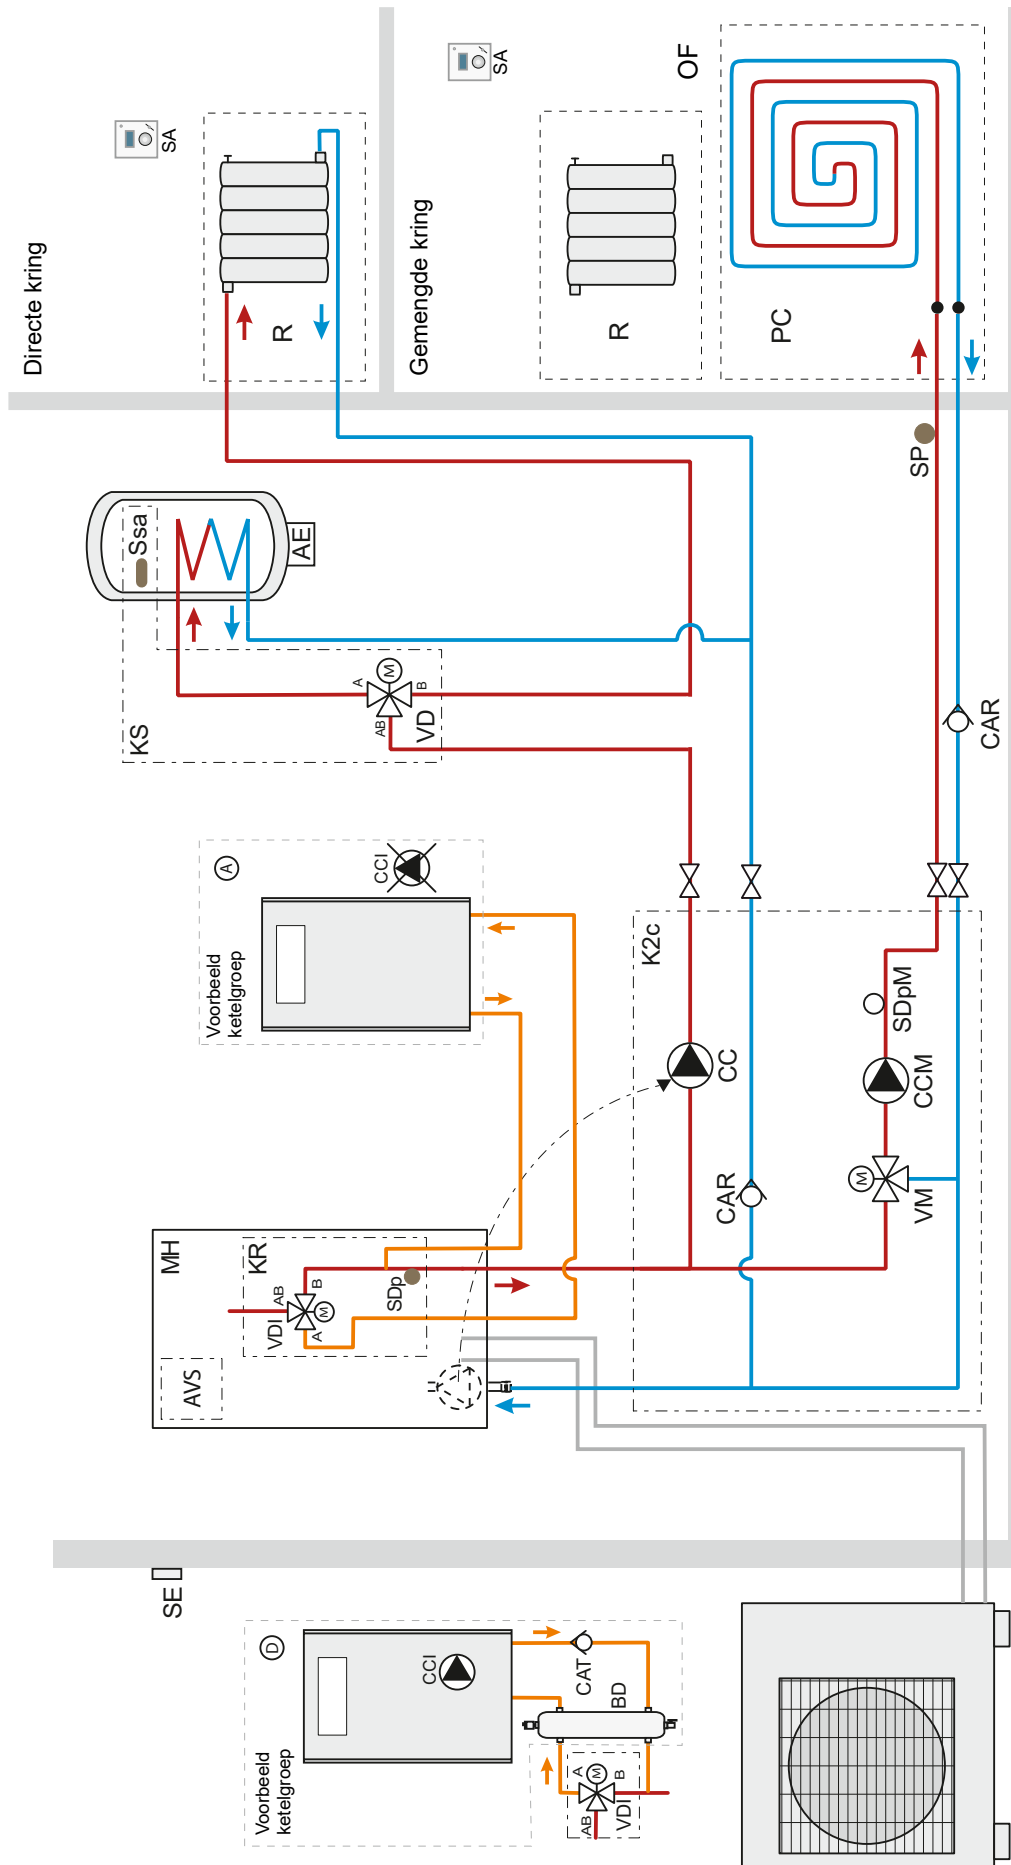 Directe kring
SA
R
Gemengde kring
SA
R
OF
PC
SP
Ssa
AE
KS
A
M
B
AB
VD
CAR
A
CCI
Voorbeeld
ketelgroep
K2c
CC
SDpM
CCM
CAR
M
VM
MH
KR
AB
B
VDI
M
A
SDp
AVS
SE
D
CCI
Voorbeeld
ketelgroep
CAT
BD
A
M
B
AB
VDI